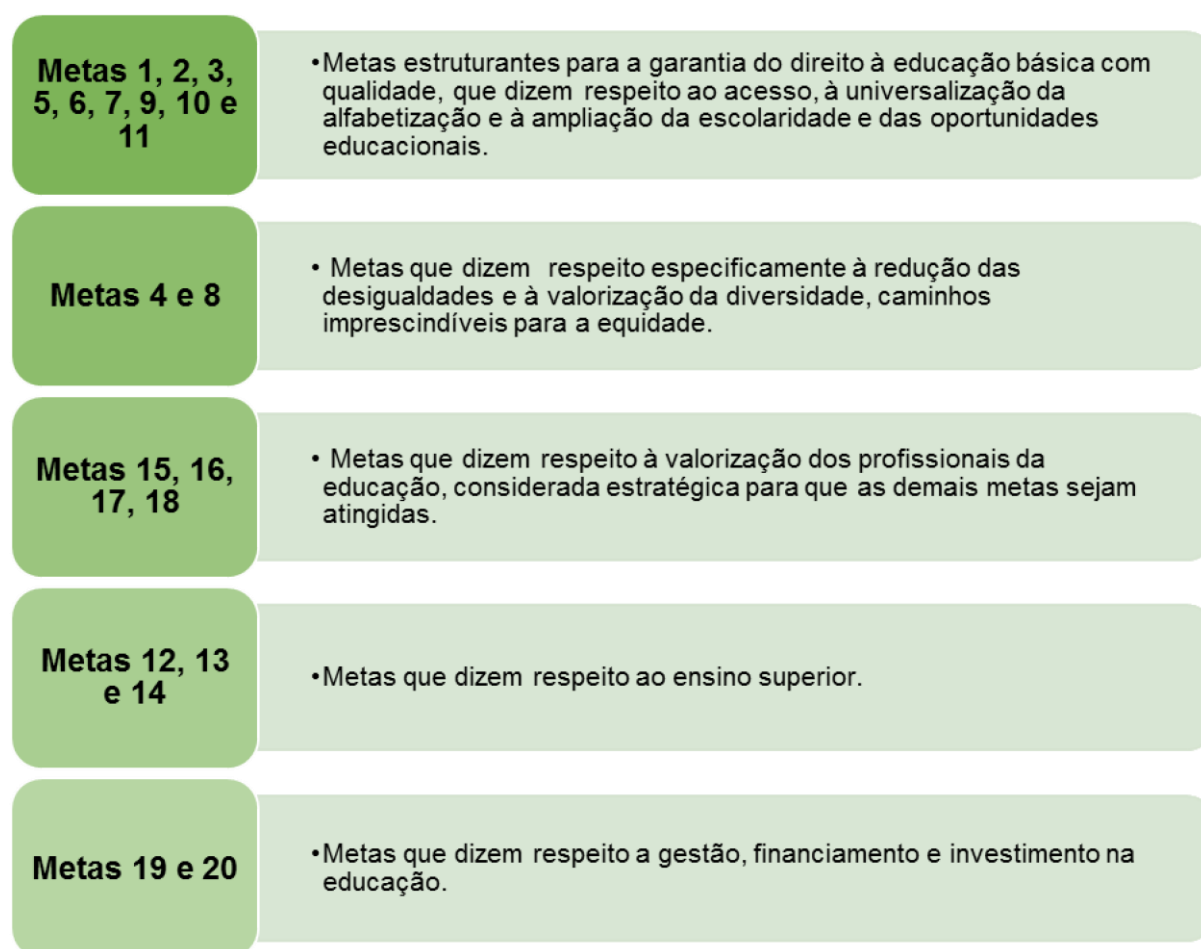 Metas 1, 2, 3,
5, 6, 7, 9, 10 e
11
•Metas estruturantes para a garantia do direito à educação básica com
qualidade, que dizem respeito ao acesso, à universalização da
alfabetização e à ampliação da escolaridade e das oportunidades
educacionais.
Metas 4 e 8
• Metas que dizem respeito especificamente à redução das
desigualdades e à valorização da diversidade, caminhos
imprescindíveis para a equidade.
Metas 15, 16,
17, 18
• Metas que dizem respeito à valorização dos profissionais da
educação, considerada estratégica para que as demais metas sejam
atingidas.
Metas 12, 13
e 14
•Metas que dizem respeito ao ensino superior.
Metas 19 e 20
•Metas que dizem respeito a gestão, financiamento e investimento na
educação.